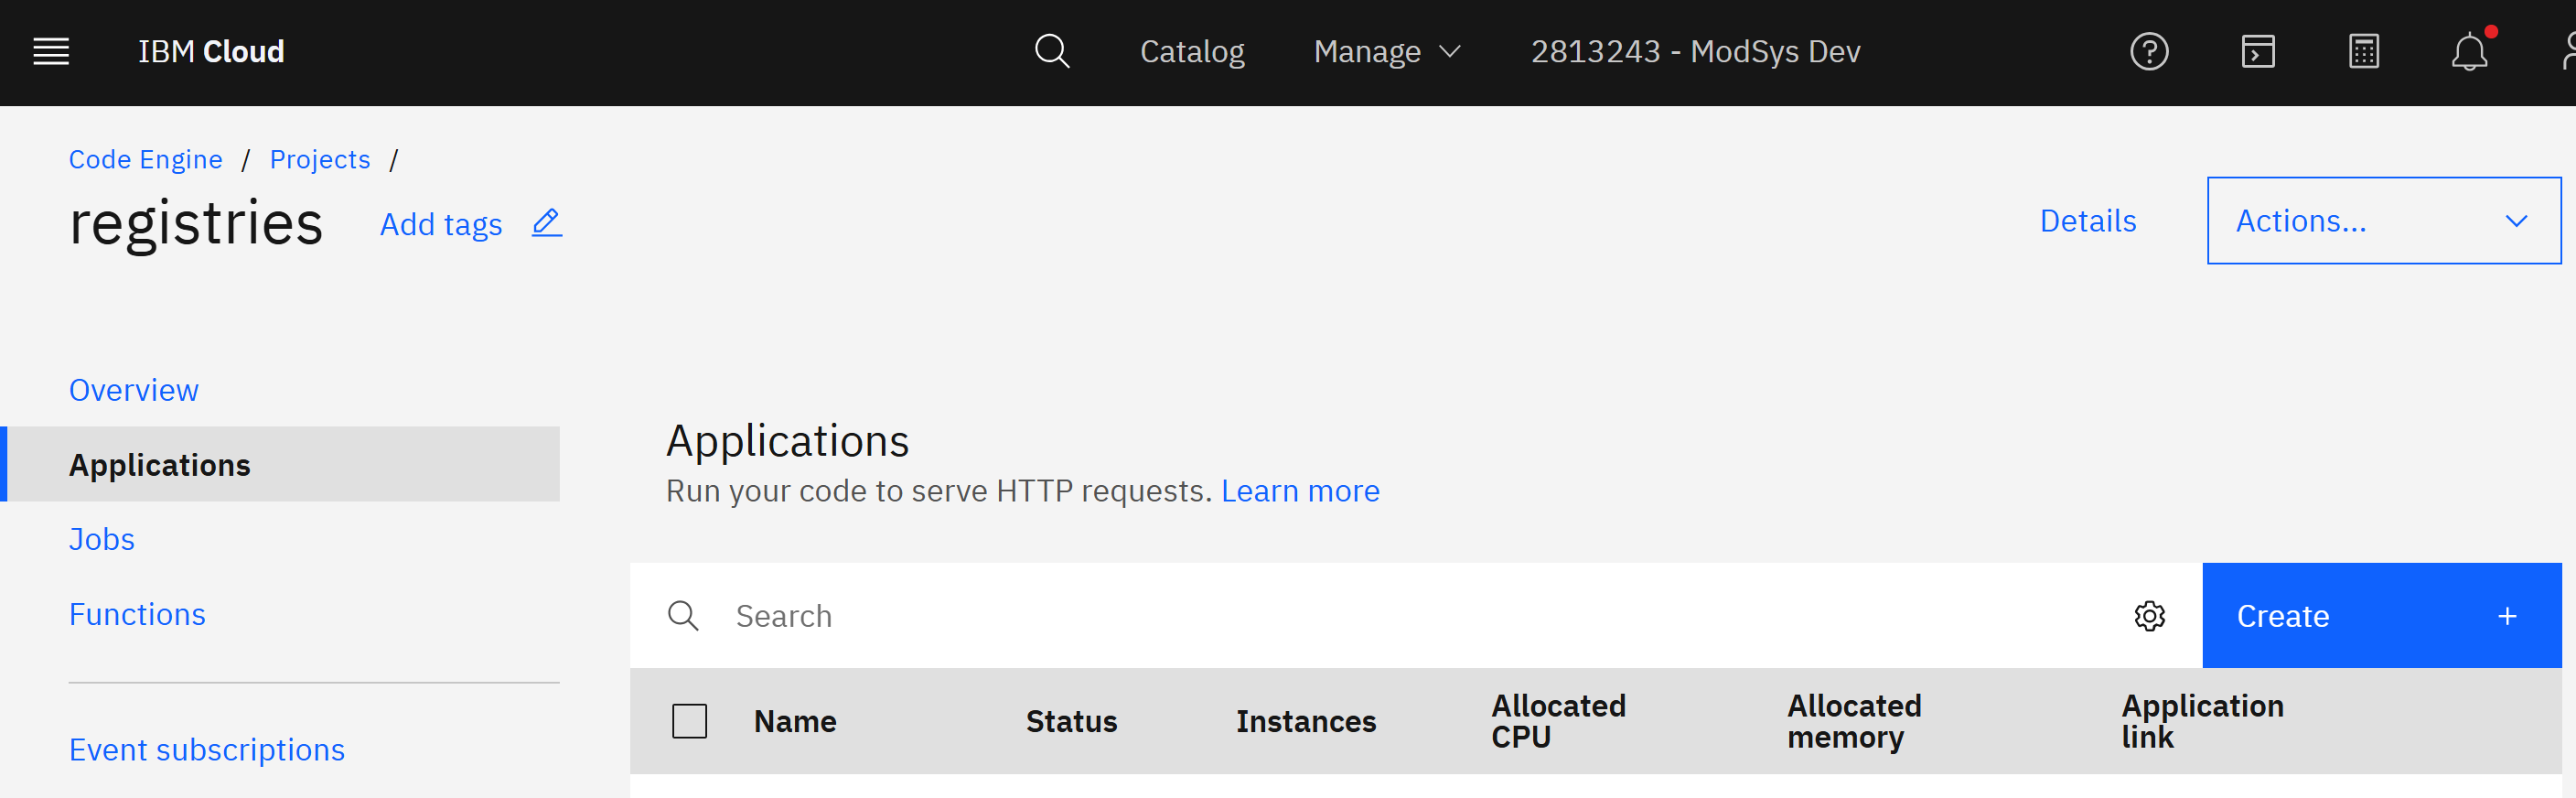 IBM Cloud
Catalog
Manage
2813243 - ModSys Dev
Code Engine / Projects /
registries
Add tags
Details
Actions...
Overview
Applications
Jobs
Functions
Event subscriptions
Applications
Run your code to serve HTTP requests. Learn more
Search
Create +
Name
Status
Instances
Allocated
CPU
Allocated
memory
Application
link